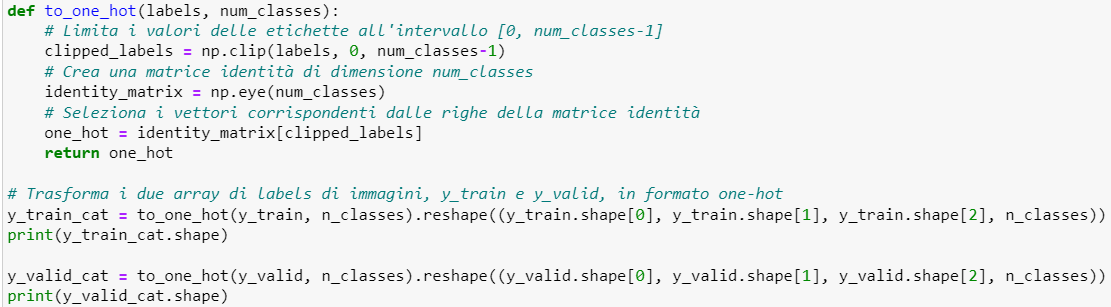 def to_one_hot(labels, num_classes):
    # Limita i valori delle etichette all'intervallo [0, num_classes-1]
    clipped_labels = np.clip(labels, 0, num_classes-1)
    # Crea una matrice identità di dimensione num_classes
    identity_matrix = np.eye(num_classes)
    # Seleziona i vettori corrispondenti dalle righe della matrice identità
    one_hot = identity_matrix[clipped_labels]
    return one_hot

# Trasforma i due array di labels di immagini, y_train e y_valid, in formato one-hot
y_train_cat = to_one_hot(y_train, n_classes).reshape((y_train.shape[0], y_train.shape[1], y_train.shape[2], n_classes))
print(y_train_cat.shape)

y_valid_cat = to_one_hot(y_valid, n_classes).reshape((y_valid.shape[0], y_valid.shape[1], y_valid.shape[2], n_classes))
print(y_valid_cat.shape)